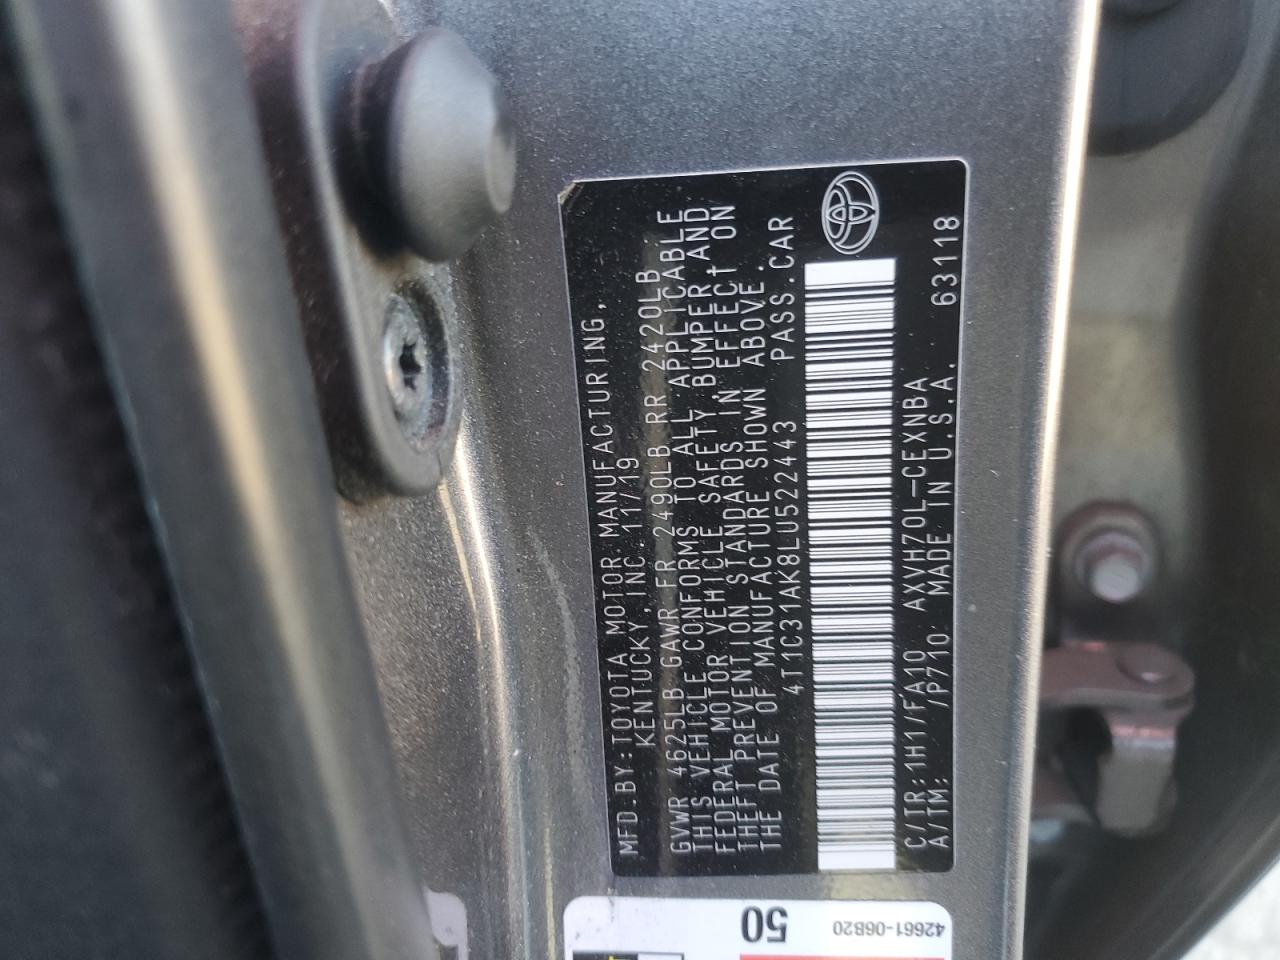 MFD.BY:TOYOTA MOTOR MANUFACTURING,
KENTUCKY,INC. 11/19
GVWR 4625LB GAWR FR 2490LB RR 2420LB
THIS VEHICLE CONFORMS TO ALL APPLICABLE
FEDERAL MOTOR VEHICLE SAFETY,BUMPER,AND
THEFT PREVENTION STANDARDS IN EFFECT ON
THE DATE OF MANUFACTURE SHOWN ABOVE.
4T1C31AK8LU522443 PASS.CAR
C/TR:1H1/FA10 AXVH70L-CEXNBA
A/TM: /P710 MADE IN U.S.A. 63118
50
42661-06B20